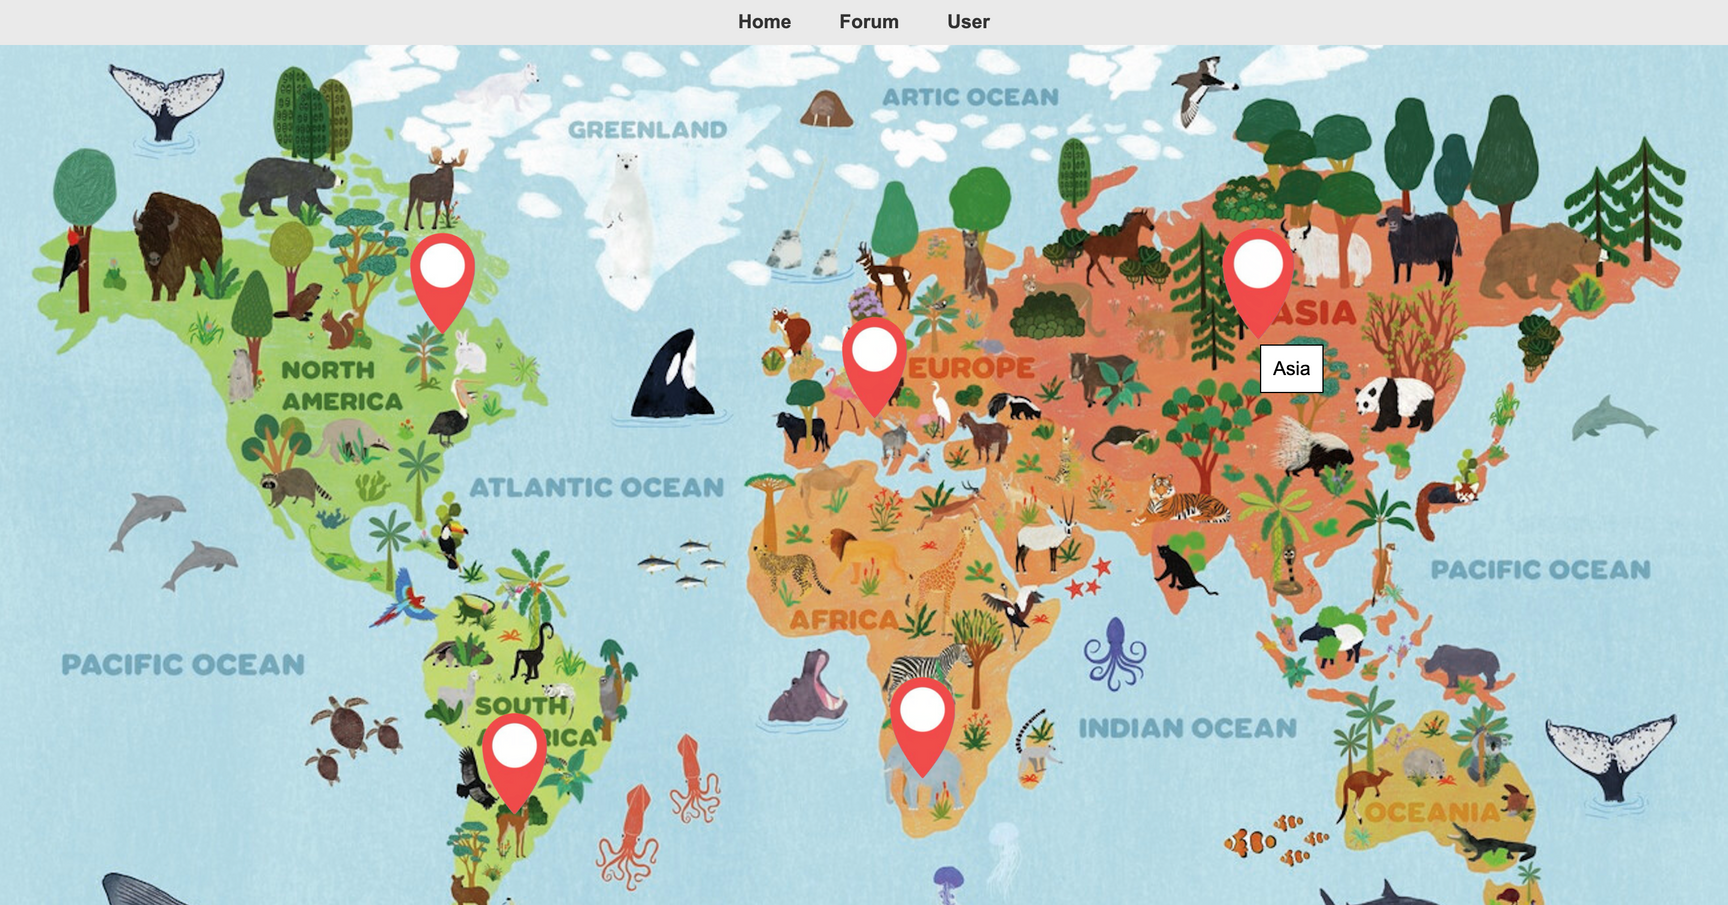 Home Forum User
ARTIC OCEAN
GREENLAND
ASIA
NORTH
AMERICA
EUROPE
Asia
ATLANTIC OCEAN
PACIFIC OCEAN
AFRICA
PACIFIC OCEAN
SOUTH
INDIAN OCEAN
OCEANIA